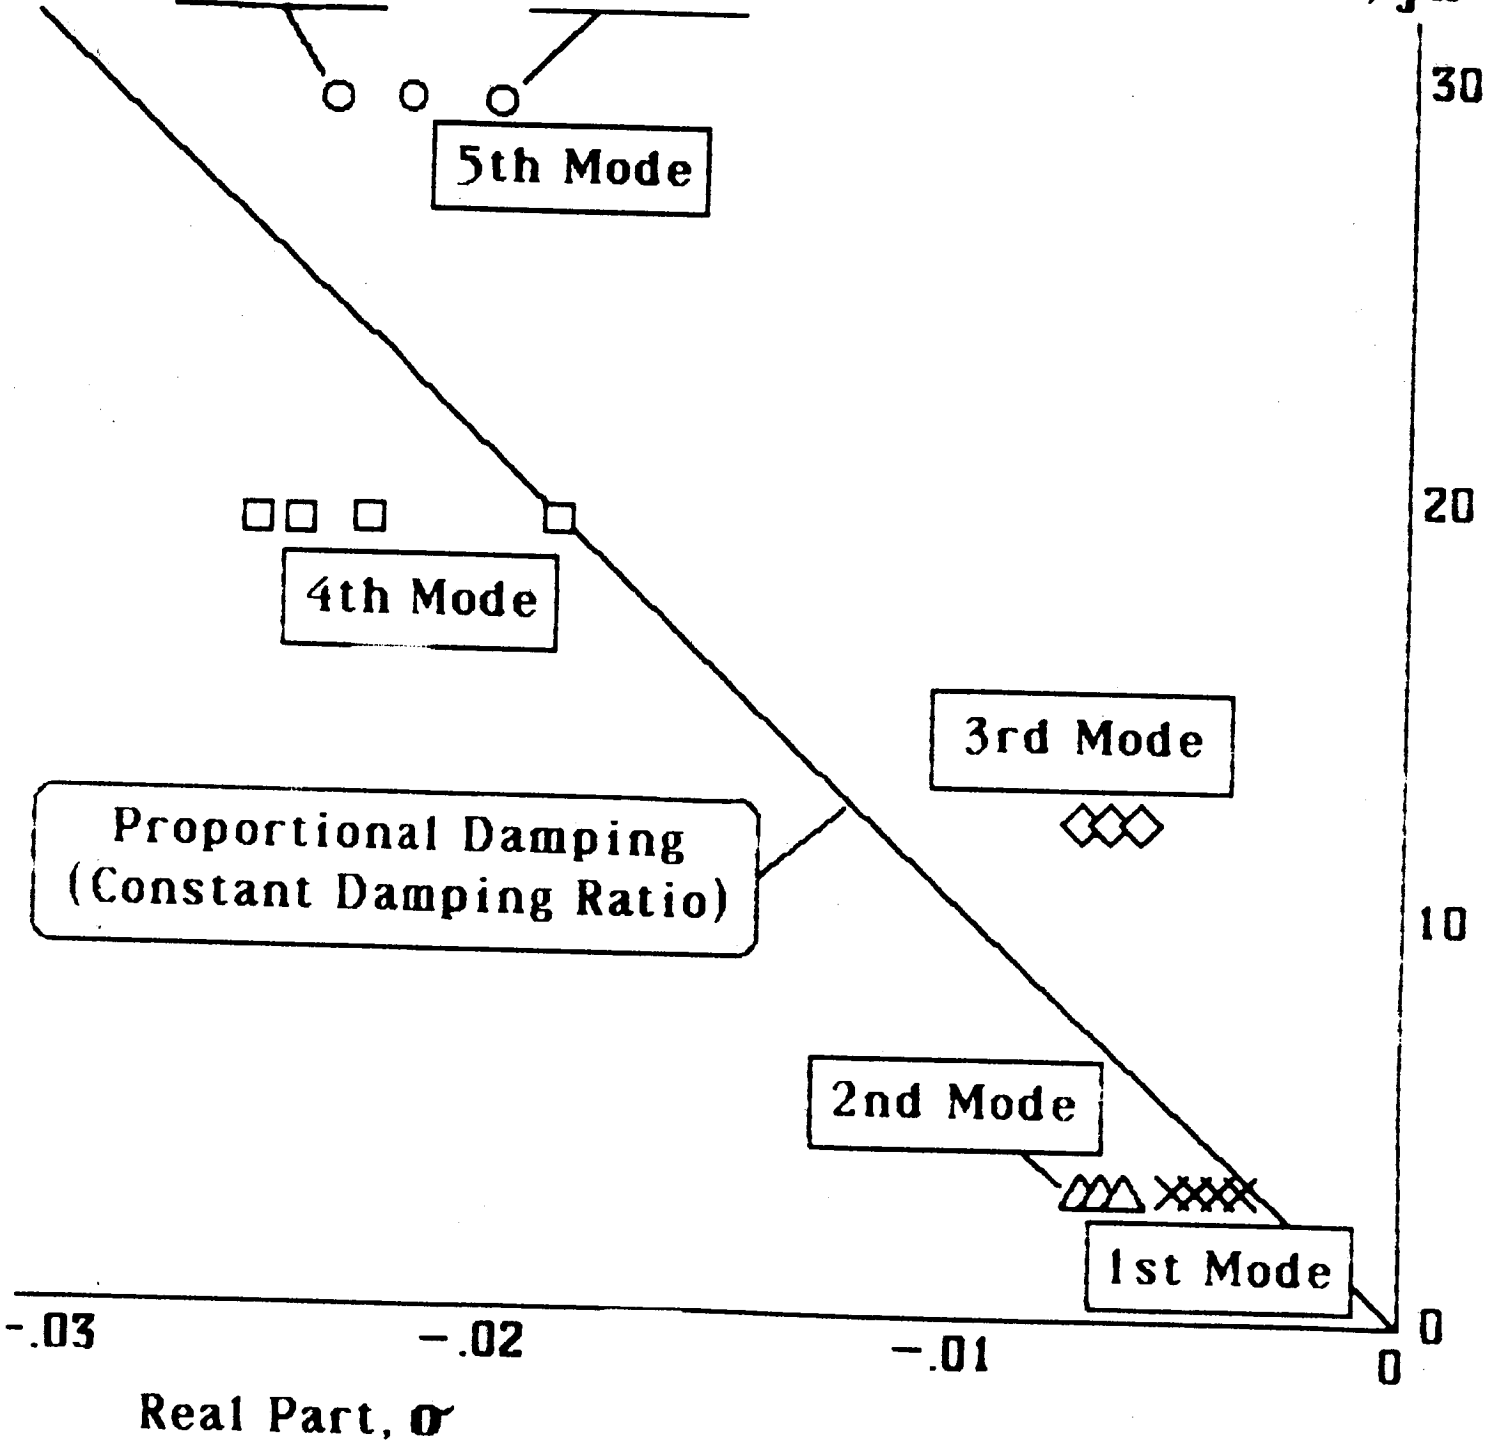 30
5th Mode
20
4th Mode
3rd Mode
Proportional Damping
(Constant Damping Ratio)
10
2nd Mode
1st Mode
0
-.03
-.02
-.01
0
Real Part, σ